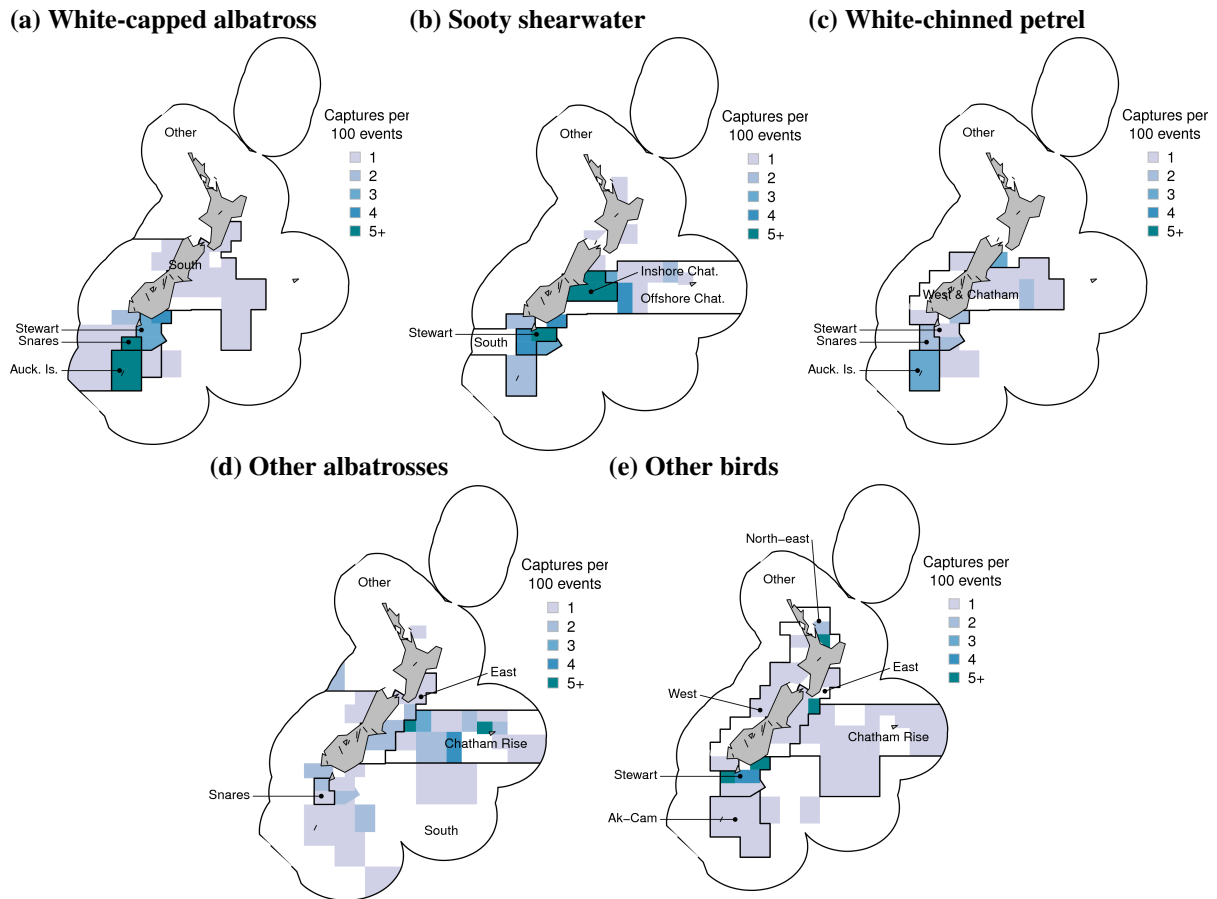 (a) White-capped albatross
Captures per
100 events
1
2
3
4
5+
Other
South
Stewart
Snares
Auck. Is.
(b) Sooty shearwater
Captures per
100 events
1
2
3
4
5+
Other
Inshore Chat.
Offshore Chat.
Stewart
South
(c) White-chinned petrel
Captures per
100 events
1
2
3
4
5+
Other
West & Chatham
Stewart
Snares
Auck. Is.
(d) Other albatrosses
Captures per
100 events
1
2
3
4
5+
Other
East
Chatham Rise
Snares
South
(e) Other birds
North−east
Captures per
100 events
1
2
3
4
5+
Other
East
West
Chatham Rise
Stewart
Ak−Cam